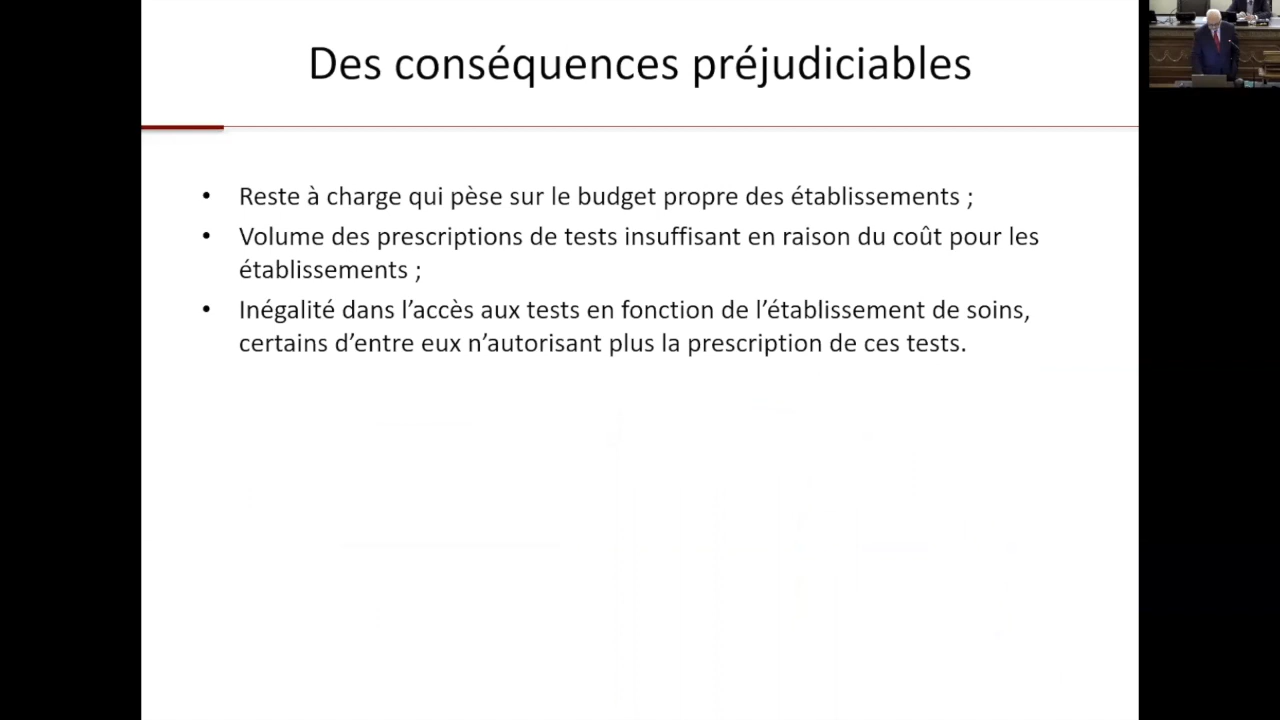 Des conséquences préjudiciables
• Reste à charge qui pèse sur le budget propre des établissements ;
• Volume des prescriptions de tests insuffisant en raison du coût pour les
établissements ;
• Inégalité dans l’accès aux tests en fonction de l’établissement de soins,
certains d’entre eux n’autorisant plus la prescription de ces tests.